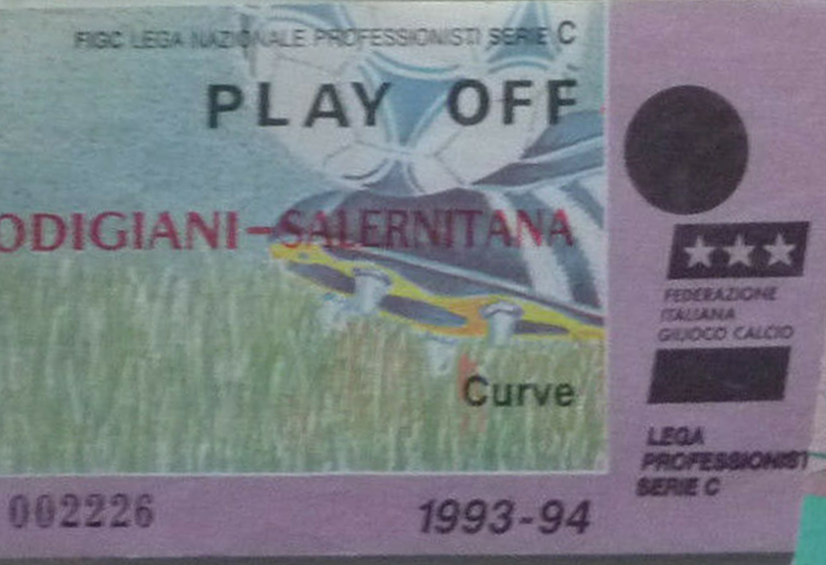 FIGC LEGA NAZIONALE PROFESSIONISTI SERIE C
PLAY OFF
ODIGIANI-SALERNITANA
Curve
002226
1993-94
FEDERAZIONE
ITALIANA
GIUOCO CALCIO
LEGA
PROFESSIONISTI
SERIE C